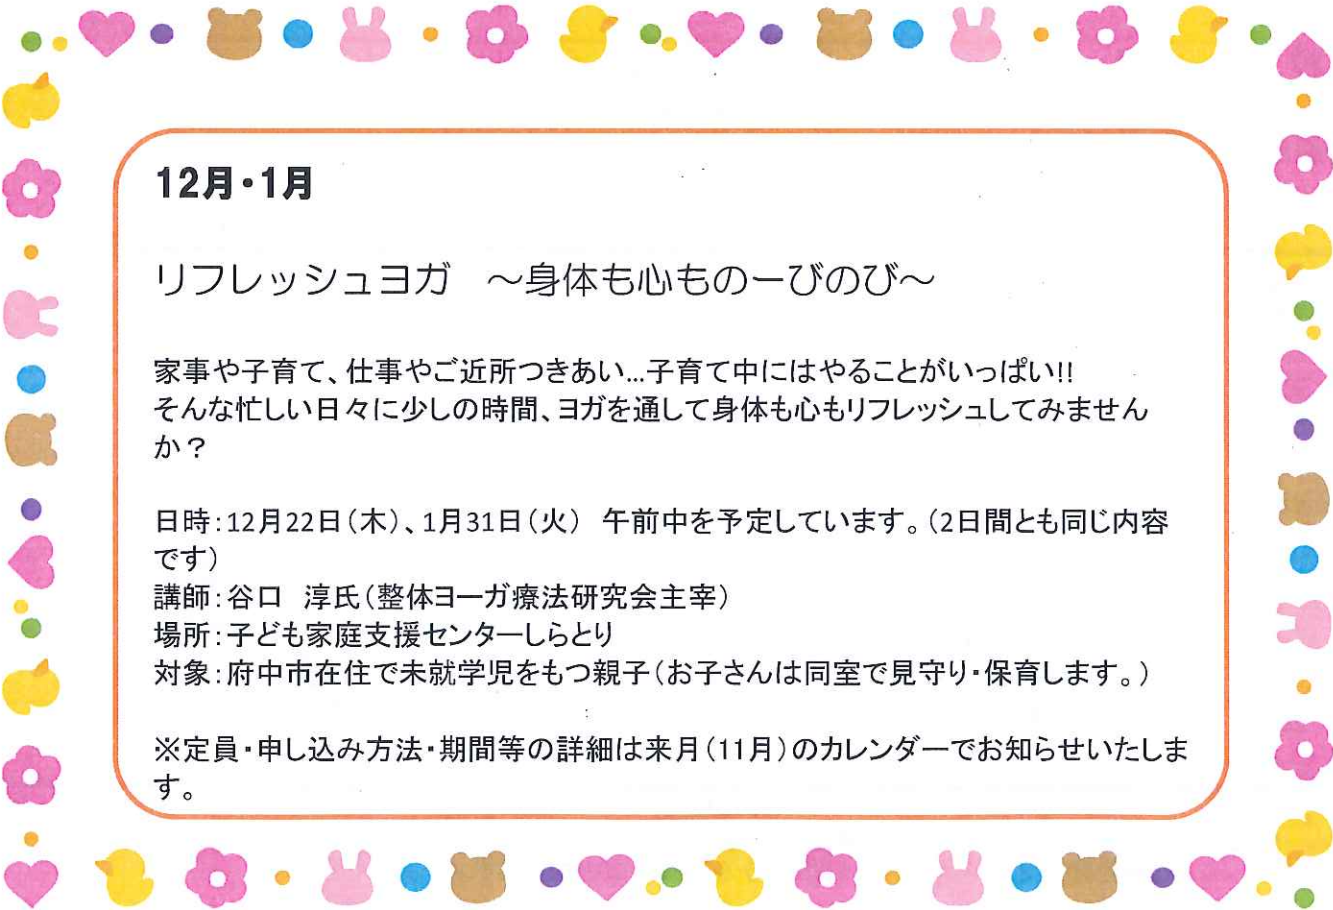 12月・1月
リフレッシュヨガ　～身体も心ものーびのび～
家事や子育て、仕事やご近所つきあい…子育て中にはやることがいっぱい!!
そんな忙しい日々に少しの時間、ヨガを通して身体も心もリフレッシュしてみません
か？
日時：12月22日（木）、1月31日（火）　午前中を予定しています。（2日間とも同じ内容
です）
講師：谷口　淳氏（整体ヨーガ療法研究会主宰）
場所：子ども家庭支援センターしらとり
対象：府中市在住で未就学児をもつ親子（お子さんは同室で見守り・保育します。）
※定員・申し込み方法・期間等の詳細は来月（11月）のカレンダーでお知らせいたしま
す。